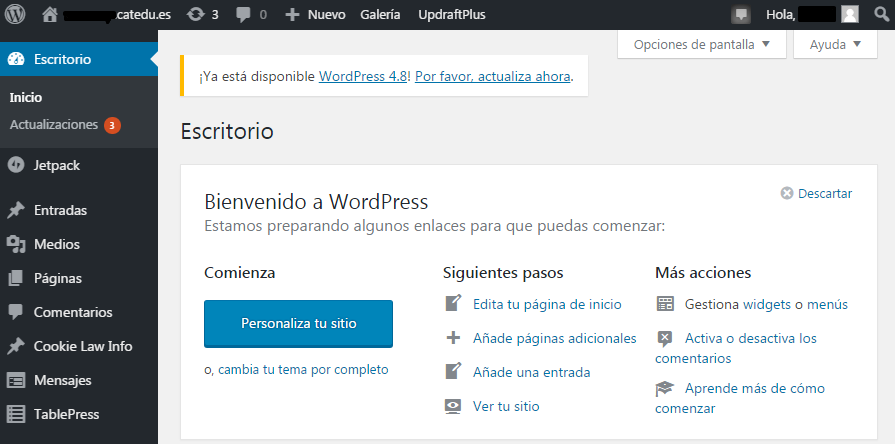 .catedu.es 3 0 + Nuevo Galería UpdraftPlus Hola,
Escritorio
Inicio
Actualizaciones 3
Jetpack
Entradas
Medios
Páginas
Comentarios
Cookie Law Info
Mensajes
TablePress
Opciones de pantalla Ayuda
¡Ya está disponible WordPress 4.8! Por favor, actualiza ahora.
Escritorio
Bienvenido a WordPress
Descartar
Estamos preparando algunos enlaces para que puedas comenzar:
Comienza
Personaliza tu sitio
o, cambia tu tema por completo
Siguientes pasos
Edita tu página de inicio
Añade páginas adicionales
Añade una entrada
Ver tu sitio
Más acciones
Gestiona widgets o menús
Activa o desactiva los
comentarios
Aprende más de cómo
comenzar